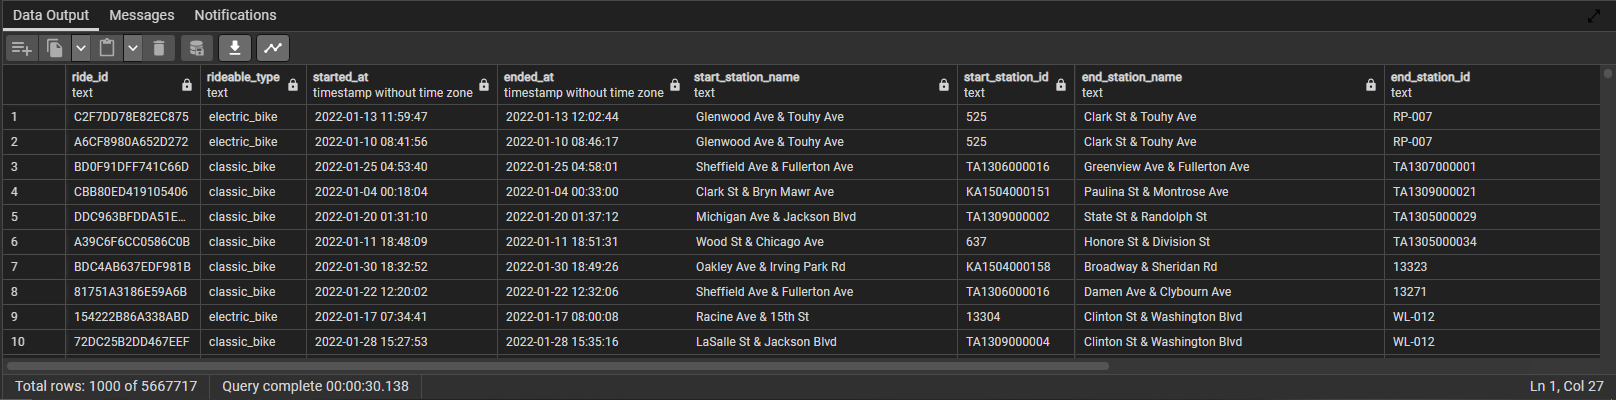 Data Output Messages Notifications
ride_id rideable_type started_at ended_at start_station_name start_station_id end_station_name end_station_id
text text timestamp without time zone timestamp without time zone text text text text
1 C2F7DD78E82EC875 electric_bike 2022-01-13 11:59:47 2022-01-13 12:02:44 Glenwood Ave & Touhy Ave 525 Clark St & Touhy Ave RP-007
2 A6CF8980A652D272 electric_bike 2022-01-10 08:41:56 2022-01-10 08:46:17 Glenwood Ave & Touhy Ave 525 Clark St & Touhy Ave RP-007
3 BD0F91DFF741C66D classic_bike 2022-01-25 04:53:40 2022-01-25 04:58:01 Sheffield Ave & Fullerton Ave TA1306000016 Greenview Ave & Fullerton Ave TA1307000001
4 CBB80ED419105406 classic_bike 2022-01-04 00:18:04 2022-01-04 00:33:00 Clark St & Bryn Mawr Ave KA1504000151 Paulina St & Montrose Ave TA1309000021
5 DDC963BFDDA51E... classic_bike 2022-01-20 01:31:10 2022-01-20 01:37:12 Michigan Ave & Jackson Blvd TA1309000002 State St & Randolph St TA1305000029
6 A39C6F6CC0586C0B classic_bike 2022-01-11 18:48:09 2022-01-11 18:51:31 Wood St & Chicago Ave 637 Honore St & Division St TA1305000034
7 BDC4AB637EDF981B classic_bike 2022-01-30 18:32:52 2022-01-30 18:49:26 Oakley Ave & Irving Park Rd KA1504000158 Broadway & Sheridan Rd 13323
8 81751A3186E59A6B classic_bike 2022-01-22 12:20:02 2022-01-22 12:32:06 Sheffield Ave & Fullerton Ave TA1306000016 Damen Ave & Clybourn Ave 13271
9 154222B86A338ABD electric_bike 2022-01-17 07:34:41 2022-01-17 08:00:08 Racine Ave & 15th St 13304 Clinton St & Washington Blvd WL-012
10 72DC25B2DD467EEF classic_bike 2022-01-28 15:27:53 2022-01-28 15:35:16 LaSalle St & Jackson Blvd TA1309000004 Clinton St & Washington Blvd WL-012
Total rows: 1000 of 5667717 Query complete 00:00:30.138 Ln 1, Col 27